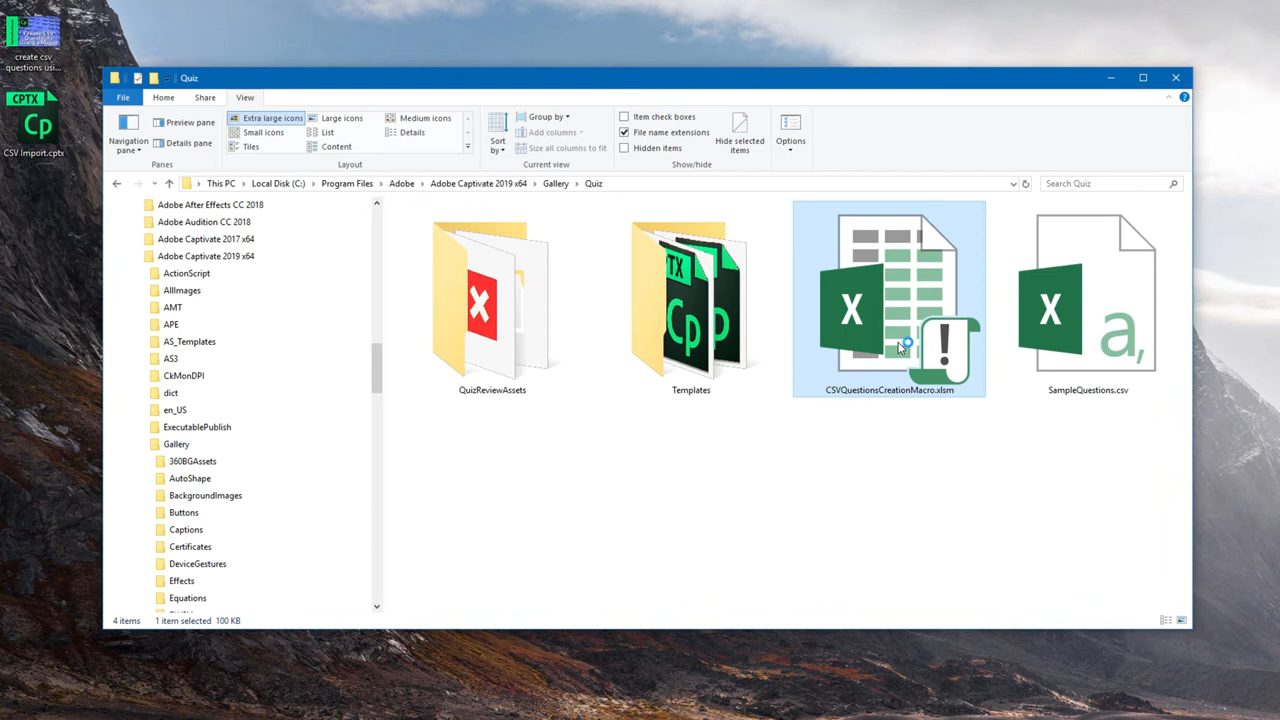 create csv
questions usi...
CPTX
Cp
CSV Import.cptx
Quiz
File
Home
Share
View
Navigation
pane
Preview pane
Details pane
Panes
Extra large icons
Large icons
Medium icons
Small icons
List
Details
Tiles
Content
Layout
Sort
by
Group by
Add columns
Size all columns to fit
Current view
Item check boxes
File name extensions
Hidden items
Hide selected
items
Show/hide
Options
This PC > Local Disk (C:) > Program Files > Adobe > Adobe Captivate 2019 x64 > Gallery > Quiz
Search Quiz
Adobe After Effects CC 2018
Adobe Audition CC 2018
Adobe Captivate 2017 x64
Adobe Captivate 2019 x64
ActionScript
AllImages
AMT
APE
AS_Templates
AS3
CkMonDPI
dict
en_US
ExecutablePublish
Gallery
360BGAssets
AutoShape
BackgroundImages
Buttons
Captions
Certificates
DeviceGestures
Effects
Equations
QuizReviewAssets
Templates
CSVQuestionsCreationMacro.xlsm
SampleQuestions.csv
4 items
1 item selected 100 KB